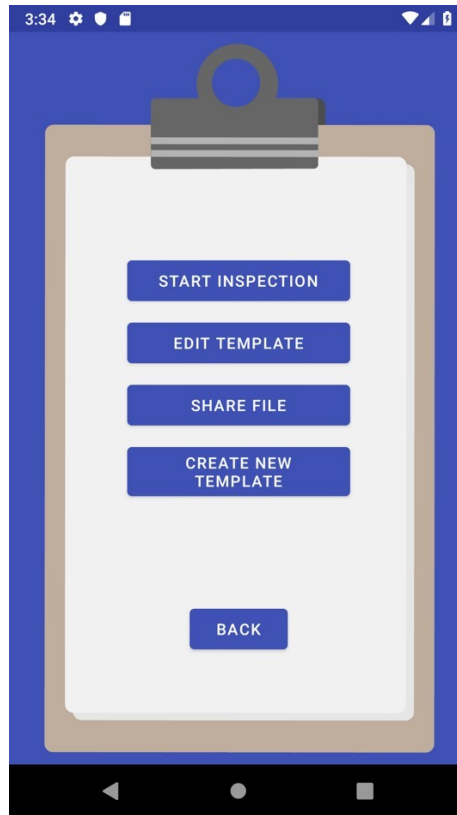 3:34
START INSPECTION
EDIT TEMPLATE
SHARE FILE
CREATE NEW
TEMPLATE
BACK